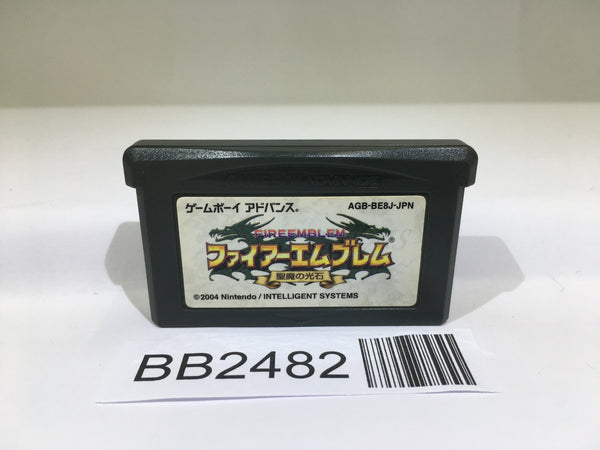 ゲームボーイ アドバンス®
AGB-BE8J-JPN
FIREEMBLEM
ファイアーエムブレム®
聖魔の光石
©2004 Nintendo / INTELLIGENT SYSTEMS
BB2482